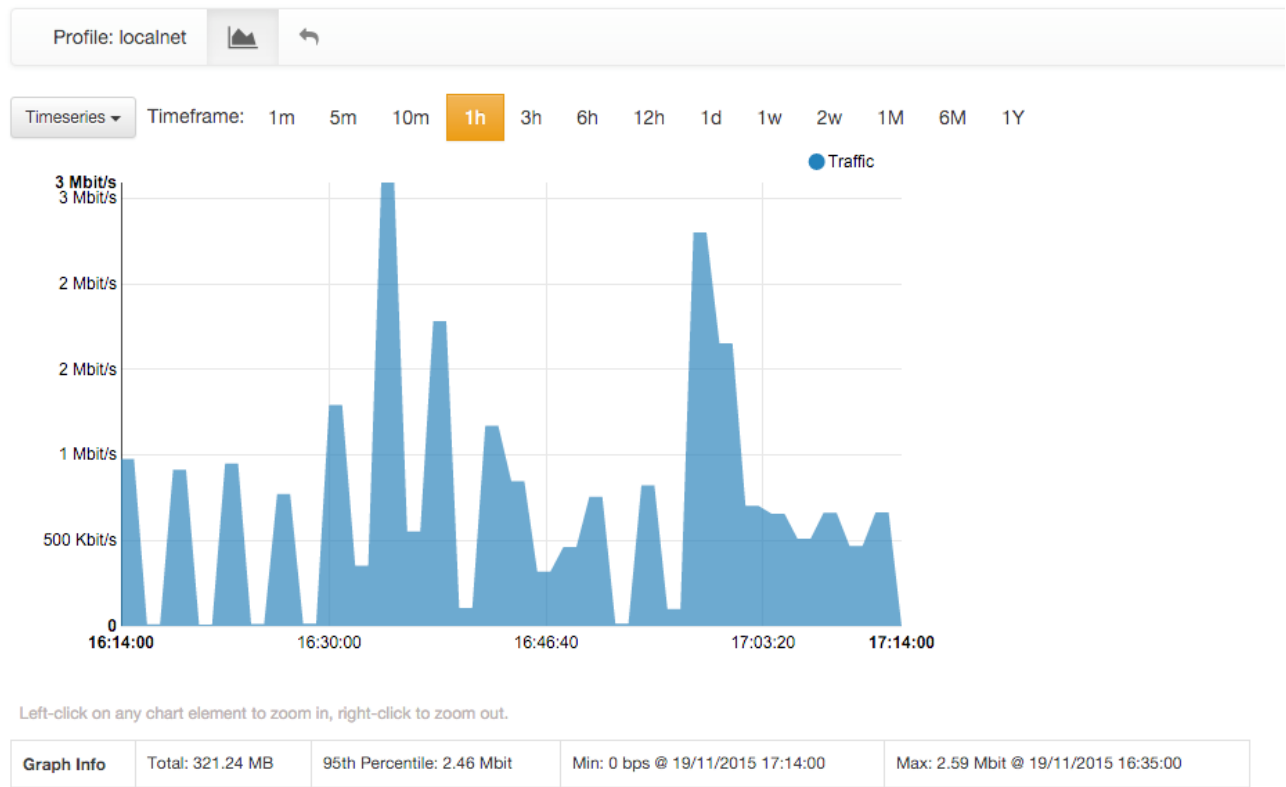 Profile: localnet
Timeseries Timeframe: 1m 5m 10m 1h 3h 6h 12h 1d 1w 2w 1M 6M 1Y
Traffic
3 Mbit/s
3 Mbit/s
2 Mbit/s
2 Mbit/s
1 Mbit/s
500 Kbit/s
0
16:14:00 16:30:00 16:46:40 17:03:20 17:14:00
Left-click on any chart element to zoom in, right-click to zoom out.
Graph Info Total: 321.24 MB 95th Percentile: 2.46 Mbit Min: 0 bps @ 19/11/2015 17:14:00 Max: 2.59 Mbit @ 19/11/2015 16:35:00